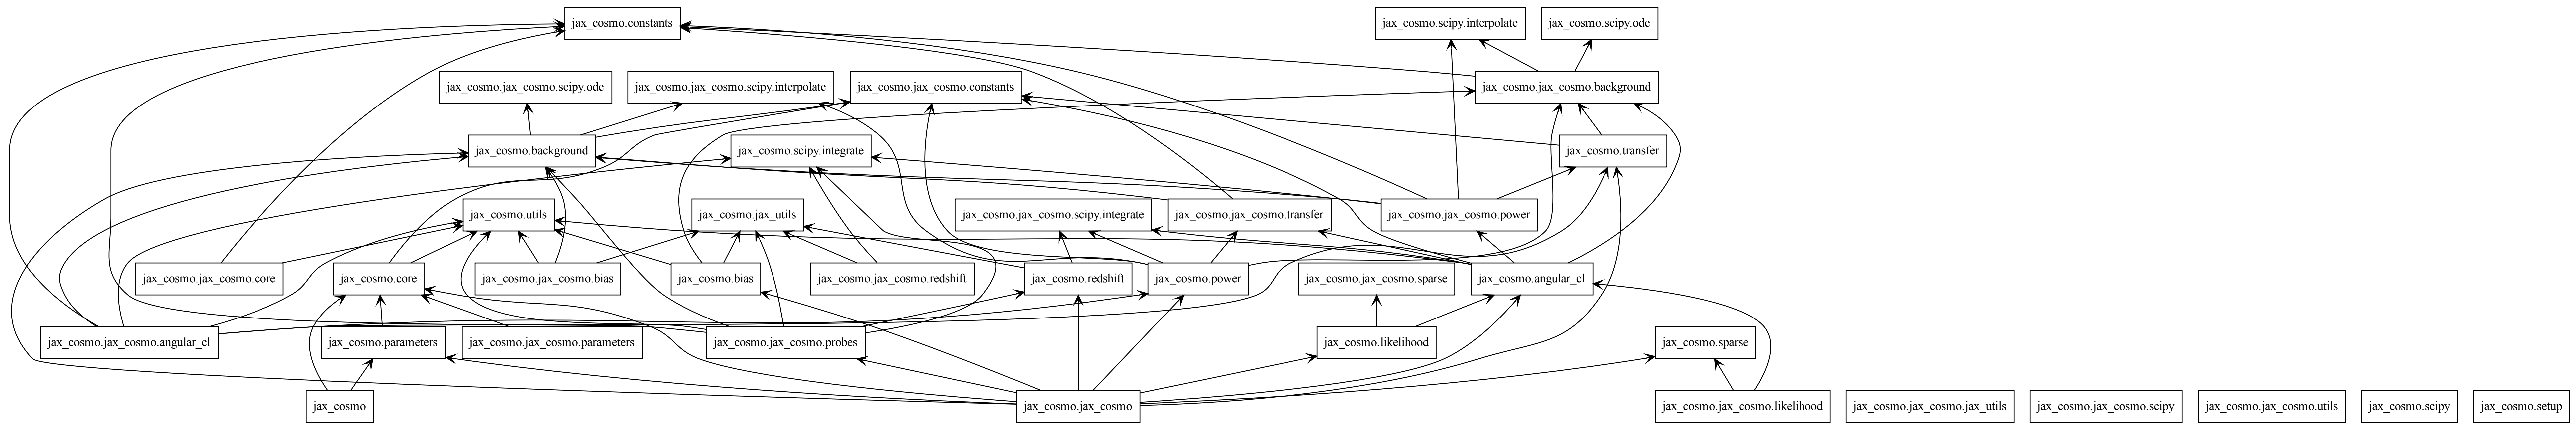 jax_cosmo.constants
jax_cosmo.scipy.interpolate
jax_cosmo.scipy.ode
jax_cosmo.jax_cosmo.scipy.ode
jax_cosmo.jax_cosmo.scipy.interpolate
jax_cosmo.jax_cosmo.constants
jax_cosmo.jax_cosmo.background
jax_cosmo.background
jax_cosmo.scipy.integrate
jax_cosmo.transfer
jax_cosmo.utils
jax_cosmo.jax_utils
jax_cosmo.jax_cosmo.scipy.integrate
jax_cosmo.jax_cosmo.transfer
jax_cosmo.jax_cosmo.power
jax_cosmo.jax_cosmo.core
jax_cosmo.core
jax_cosmo.jax_cosmo.bias
jax_cosmo.bias
jax_cosmo.jax_cosmo.redshift
jax_cosmo.redshift
jax_cosmo.power
jax_cosmo.jax_cosmo.sparse
jax_cosmo.angular_cl
jax_cosmo.jax_cosmo.angular_cl
jax_cosmo.parameters
jax_cosmo.jax_cosmo.parameters
jax_cosmo.jax_cosmo.probes
jax_cosmo.likelihood
jax_cosmo.sparse
jax_cosmo
jax_cosmo.jax_cosmo
jax_cosmo.jax_cosmo.likelihood
jax_cosmo.jax_cosmo.jax_utils
jax_cosmo.jax_cosmo.scipy
jax_cosmo.jax_cosmo.utils
jax_cosmo.scipy
jax_cosmo.setup